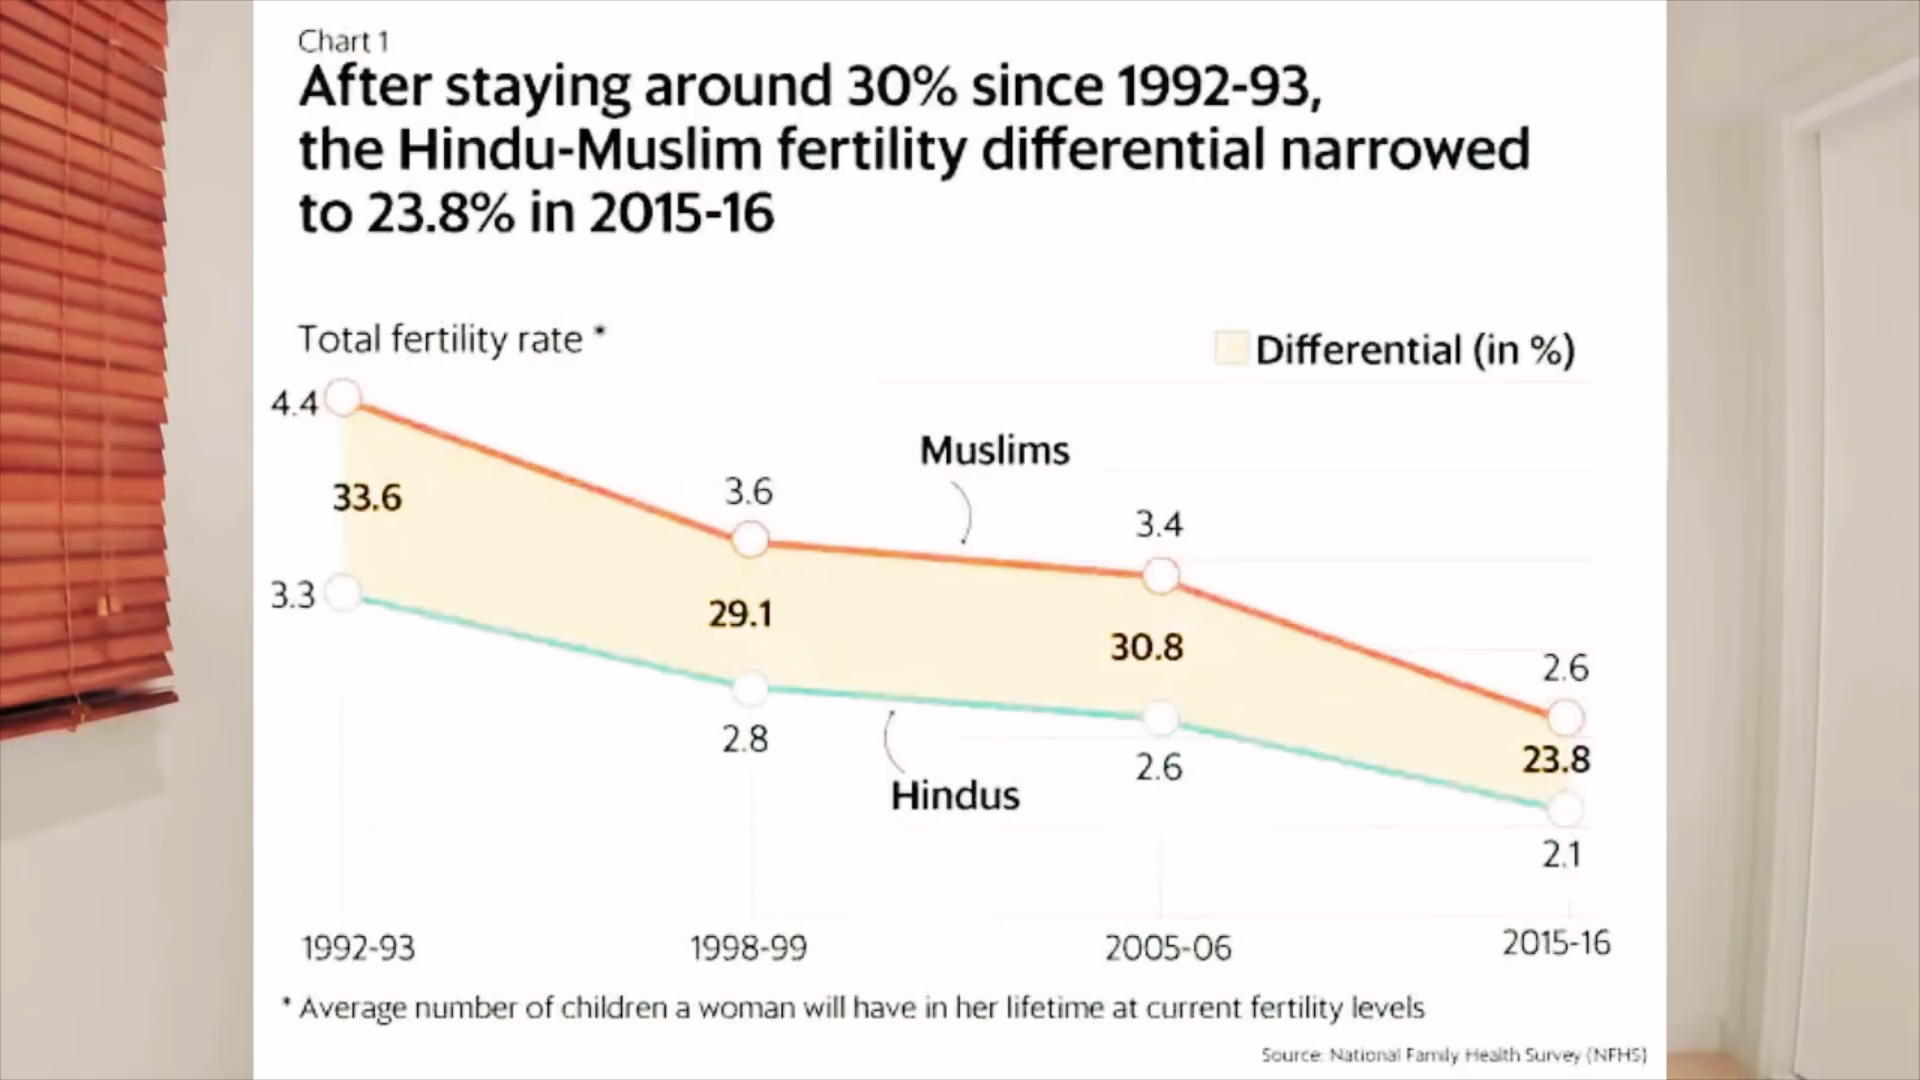 Chart 1
After staying around 30% since 1992-93,
the Hindu-Muslim fertility differential narrowed
to 23.8% in 2015-16
Total fertility rate *
Differential (in %)
4.4
33.6
Muslims
3.6
3.4
3.3
29.1
30.8
2.6
2.8
2.6
23.8
Hindus
2.1
1992-93
1998-99
2005-06
2015-16
* Average number of children a woman will have in her lifetime at current fertility levels
Source: National Family Health Survey (NFHS)